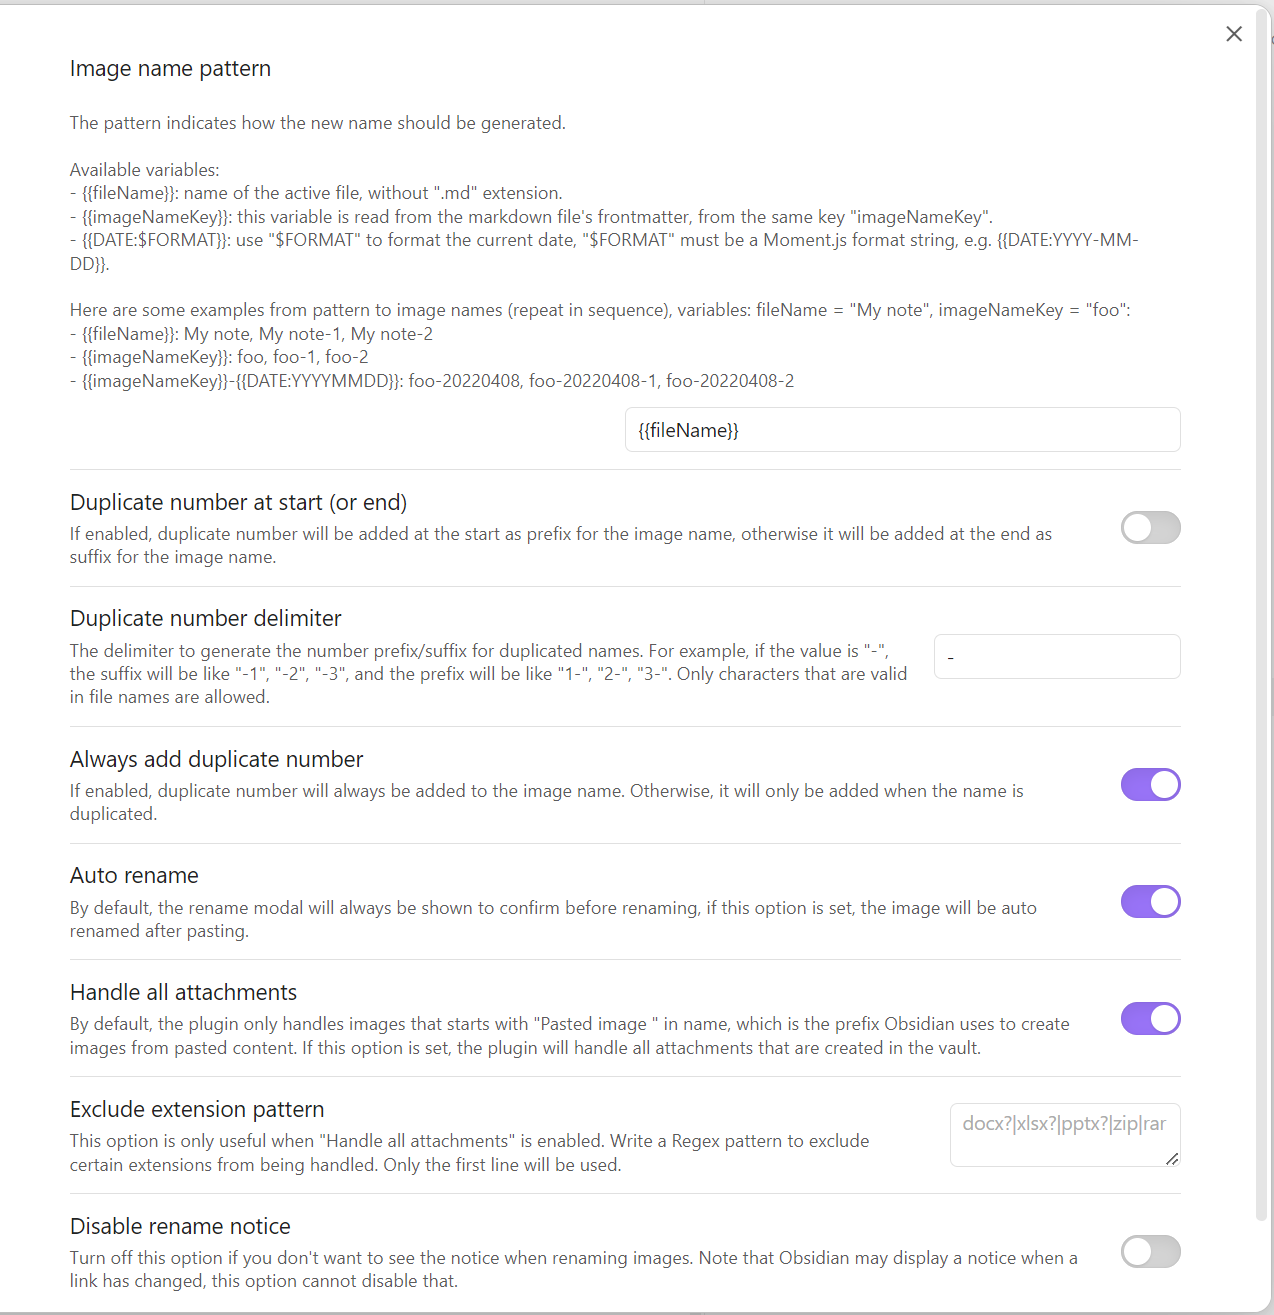 Image name pattern
The pattern indicates how the new name should be generated.
Available variables:
- {{fileName}}: name of the active file, without ".md" extension.
- {{imageNameKey}}: this variable is read from the markdown file's frontmatter, from the same key "imageNameKey".
- {{DATE:$FORMAT}}: use "$FORMAT" to format the current date, "$FORMAT" must be a Moment.js format string, e.g. {{DATE:YYYY-MM-
DD}}.
Here are some examples from pattern to image names (repeat in sequence), variables: fileName = "My note", imageNameKey = "foo":
- {{fileName}}: My note, My note-1, My note-2
- {{imageNameKey}}: foo, foo-1, foo-2
- {{imageNameKey}}-{{DATE:YYYYMMDD}}: foo-20220408, foo-20220408-1, foo-20220408-2
{{fileName}}
Duplicate number at start (or end)
If enabled, duplicate number will be added at the start as prefix for the image name, otherwise it will be added at the end as
suffix for the image name.
Duplicate number delimiter
The delimiter to generate the number prefix/suffix for duplicated names. For example, if the value is "-",
the suffix will be like "-1", "-2", "-3", and the prefix will be like "1-", "2-", "3-". Only characters that are valid
in file names are allowed.
-
Always add duplicate number
If enabled, duplicate number will always be added to the image name. Otherwise, it will only be added when the name is
duplicated.
Auto rename
By default, the rename modal will always be shown to confirm before renaming, if this option is set, the image will be auto
renamed after pasting.
Handle all attachments
By default, the plugin only handles images that starts with "Pasted image " in name, which is the prefix Obsidian uses to create
images from pasted content. If this option is set, the plugin will handle all attachments that are created in the vault.
Exclude extension pattern
This option is only useful when "Handle all attachments" is enabled. Write a Regex pattern to exclude
certain extensions from being handled. Only the first line will be used.
docx?|xlsx?|pptx?|zip|rar
Disable rename notice
Turn off this option if you don't want to see the notice when renaming images. Note that Obsidian may display a notice when a
link has changed, this option cannot disable that.